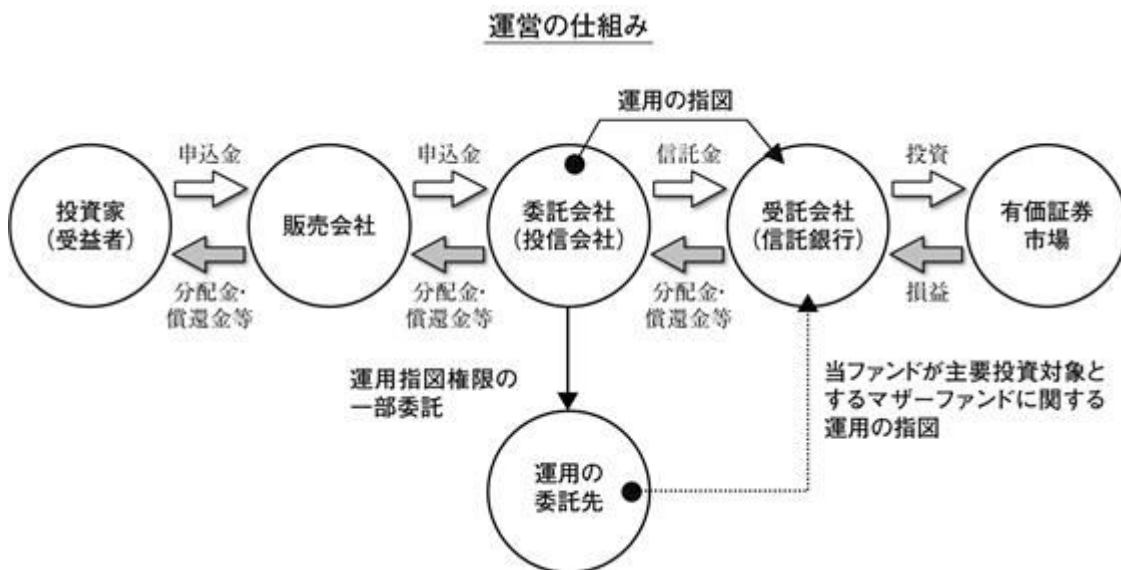 運営の仕組み
運用の指図
申込金
申込金
信託金
投資
投資家
(受益者)
販売会社
委託会社
(投信会社)
受託会社
(信託銀行)
有価証券
市場
分配金・
償還金等
分配金・
償還金等
分配金・
償還金等
損益
運用指図権限の
一部委託
当ファンドが主要投資対象と
するマザーファンドに関する
運用の指図
運用の
委託先